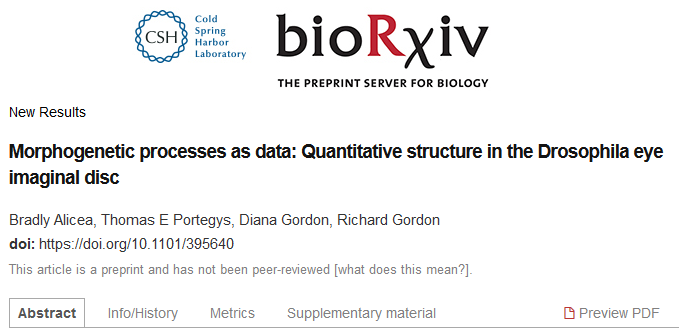 CSH
Cold
Spring
Harbor
Laboratory
bioRχiv
THE PREPRINT SERVER FOR BIOLOGY
New Results
Morphogenetic processes as data: Quantitative structure in the Drosophila eye
imaginal disc
Bradly Alicea, Thomas E Portegys, Diana Gordon, Richard Gordon
doi: https://doi.org/10.1101/395640
This article is a preprint and has not been peer-reviewed [what does this mean?].
Abstract Info/History Metrics Supplementary material Preview PDF